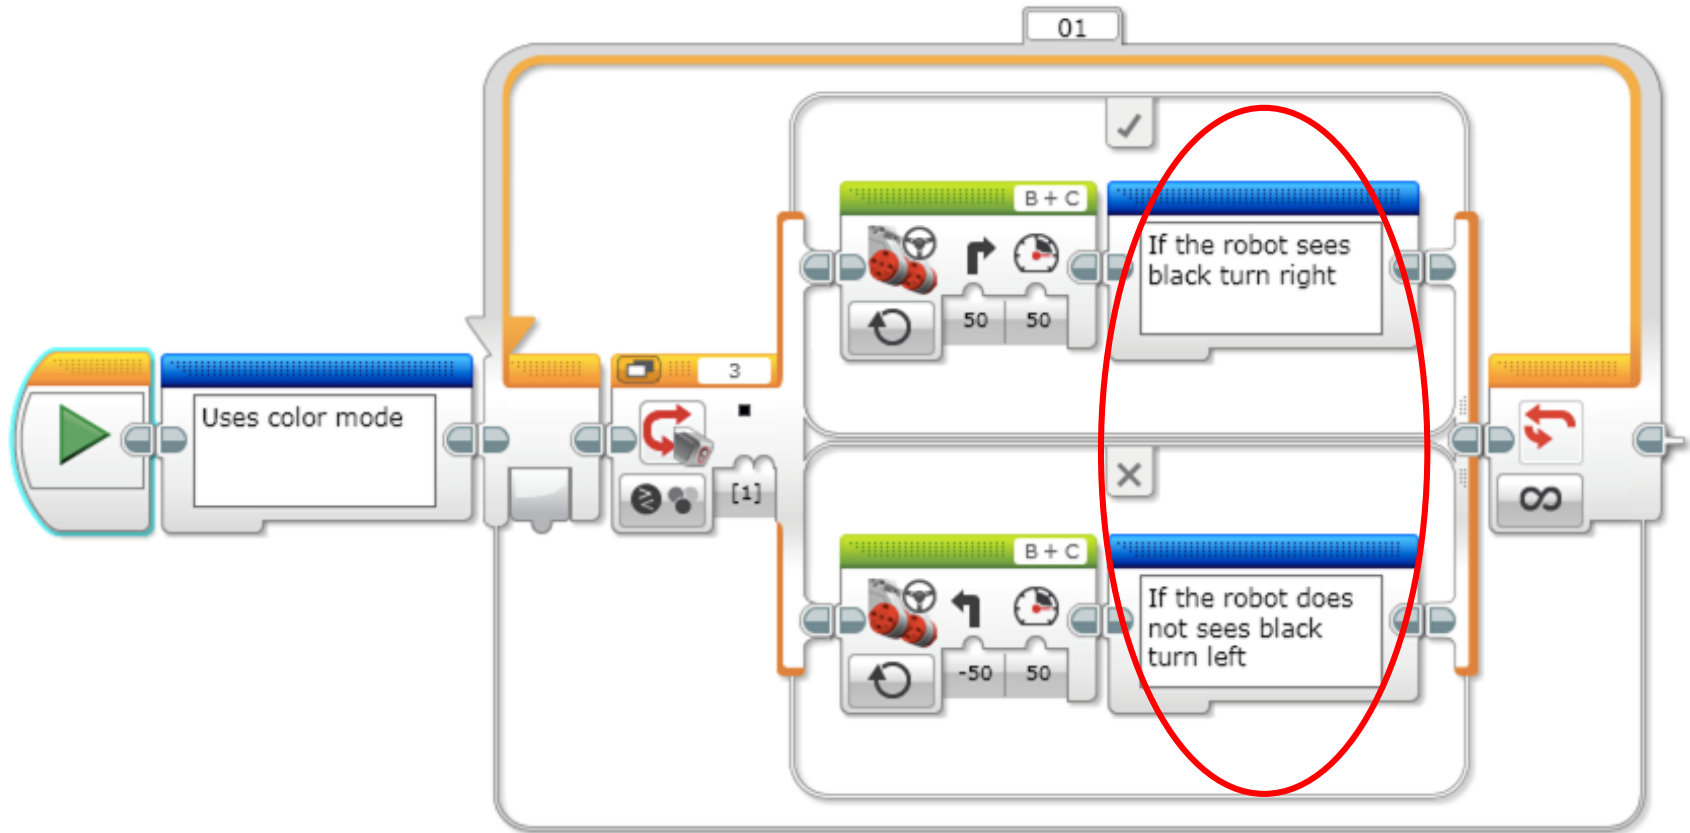 01
B + C
If the robot sees
black turn right
50
50
3
Uses color mode
[1]
B + C
If the robot does
not sees black
turn left
-50
50